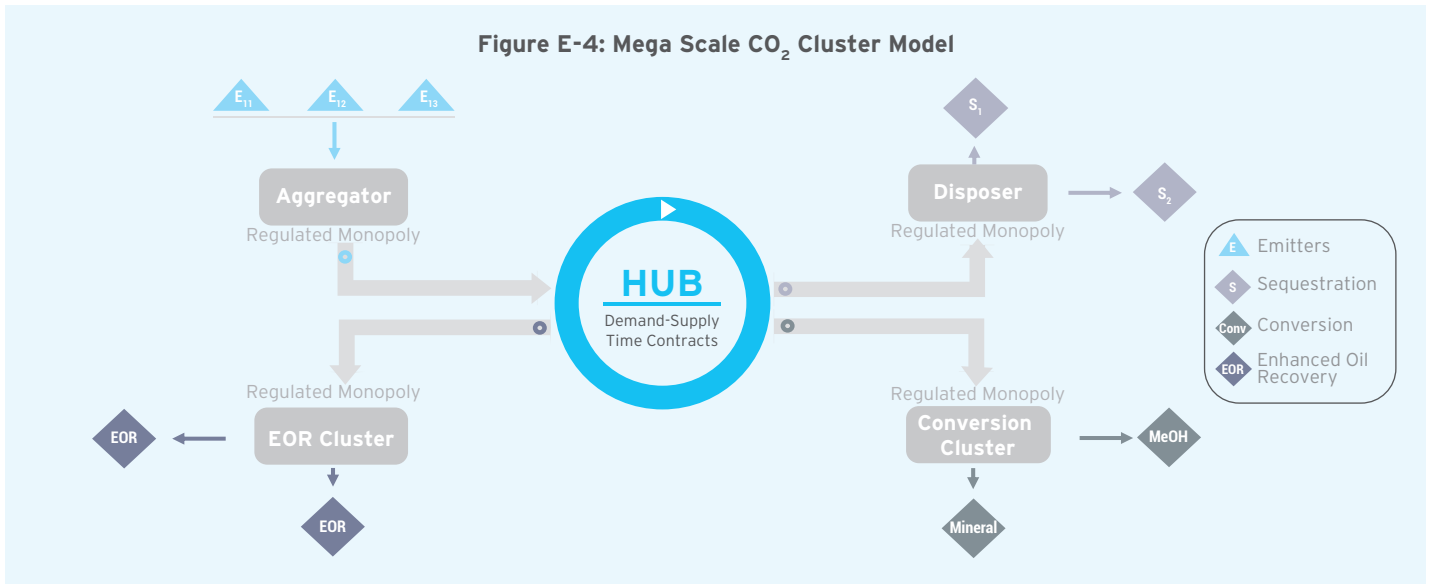 Figure E-4: Mega Scale CO₂ Cluster Model
E₁₁
E₁₂
E₁₃
Aggregator
Regulated Monopoly
Regulated Monopoly
EOR Cluster
EOR
EOR
HUB
Demand-Supply
Time Contracts
S₁
Disposer
S₂
Regulated Monopoly
Regulated Monopoly
Conversion
Cluster
MeOH
Mineral
E Emitters
S Sequestration
Conv Conversion
EOR Enhanced Oil
Recovery